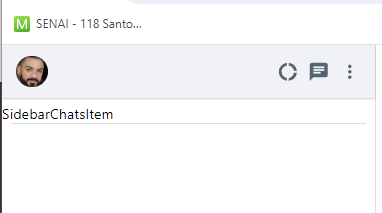 M SENAI - 118 Santo...
SidebarChatsItem